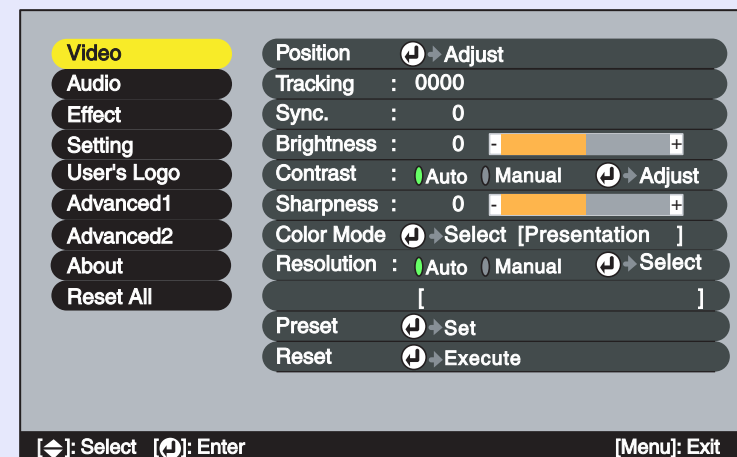 Video
Audio
Effect
Setting
User's Logo
Advanced1
Advanced2
About
Reset All
Position Adjust
Tracking : 0000
Sync. : 0
Brightness : 0 - +
Contrast : Auto Manual Adjust
Sharpness : 0 - +
Color Mode Select [Presentation ]
Resolution : Auto Manual Select
[ ]
Preset Set
Reset Execute
[ ]: Select [ ]: Enter [Menu]: Exit